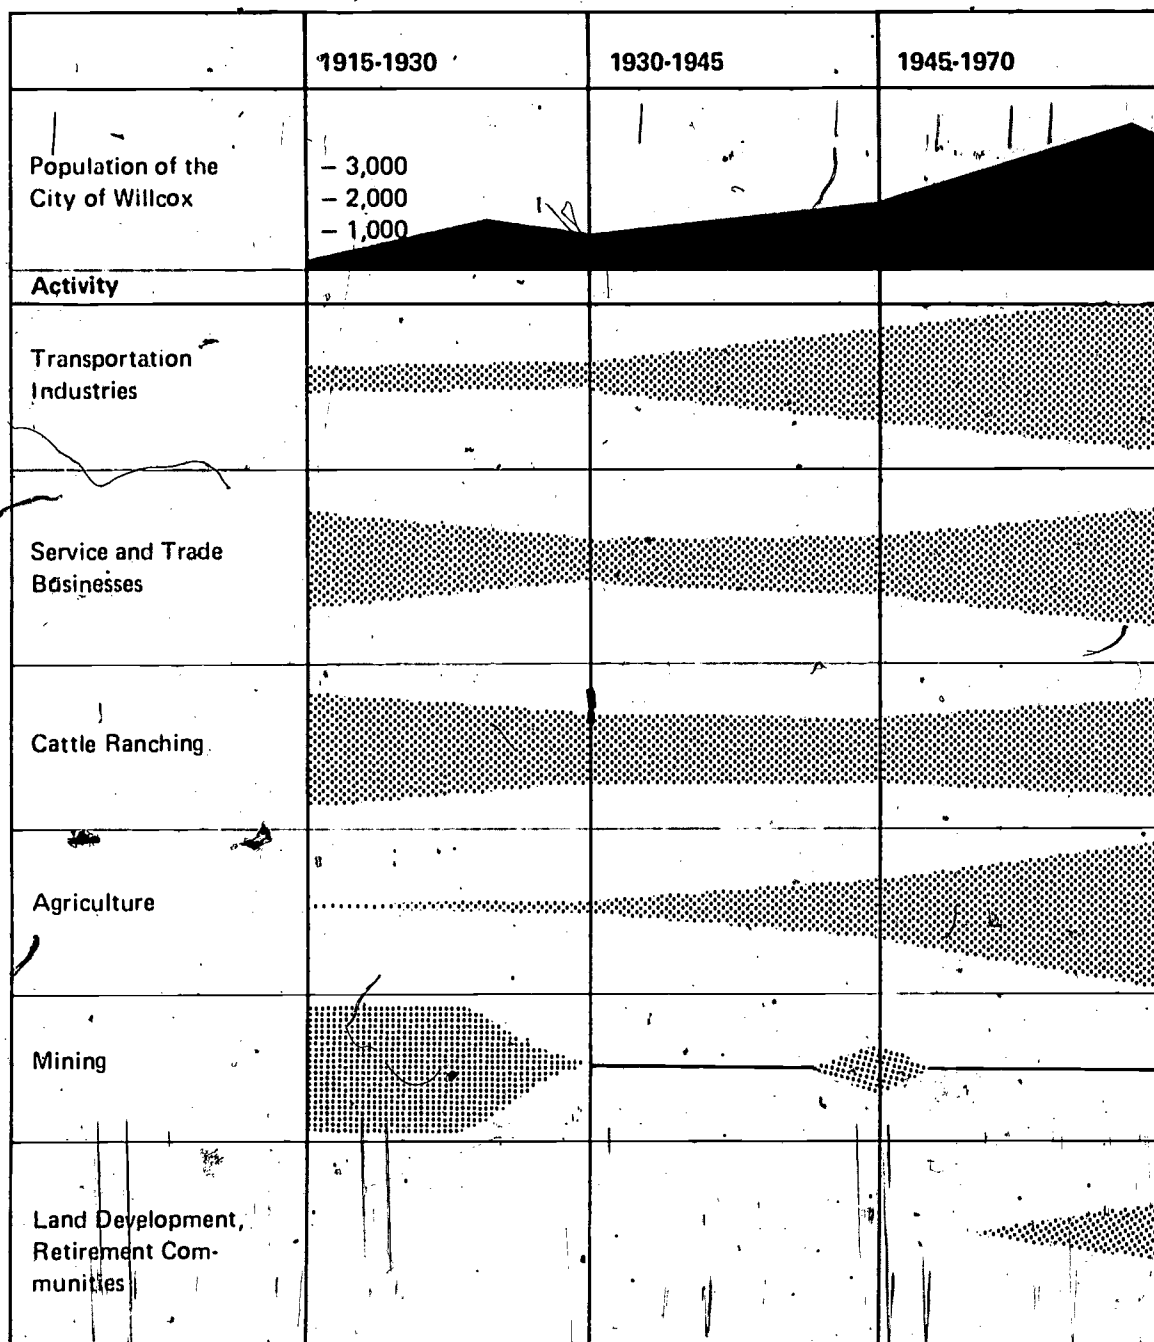 1915-1930 1930-1945 1945-1970
Population of the
City of Willcox
– 3,000
– 2,000
– 1,000
Activity
Transportation
Industries
Service and Trade
Businesses
Cattle Ranching
Agriculture
Mining
Land Development,
Retirement Com-
munities